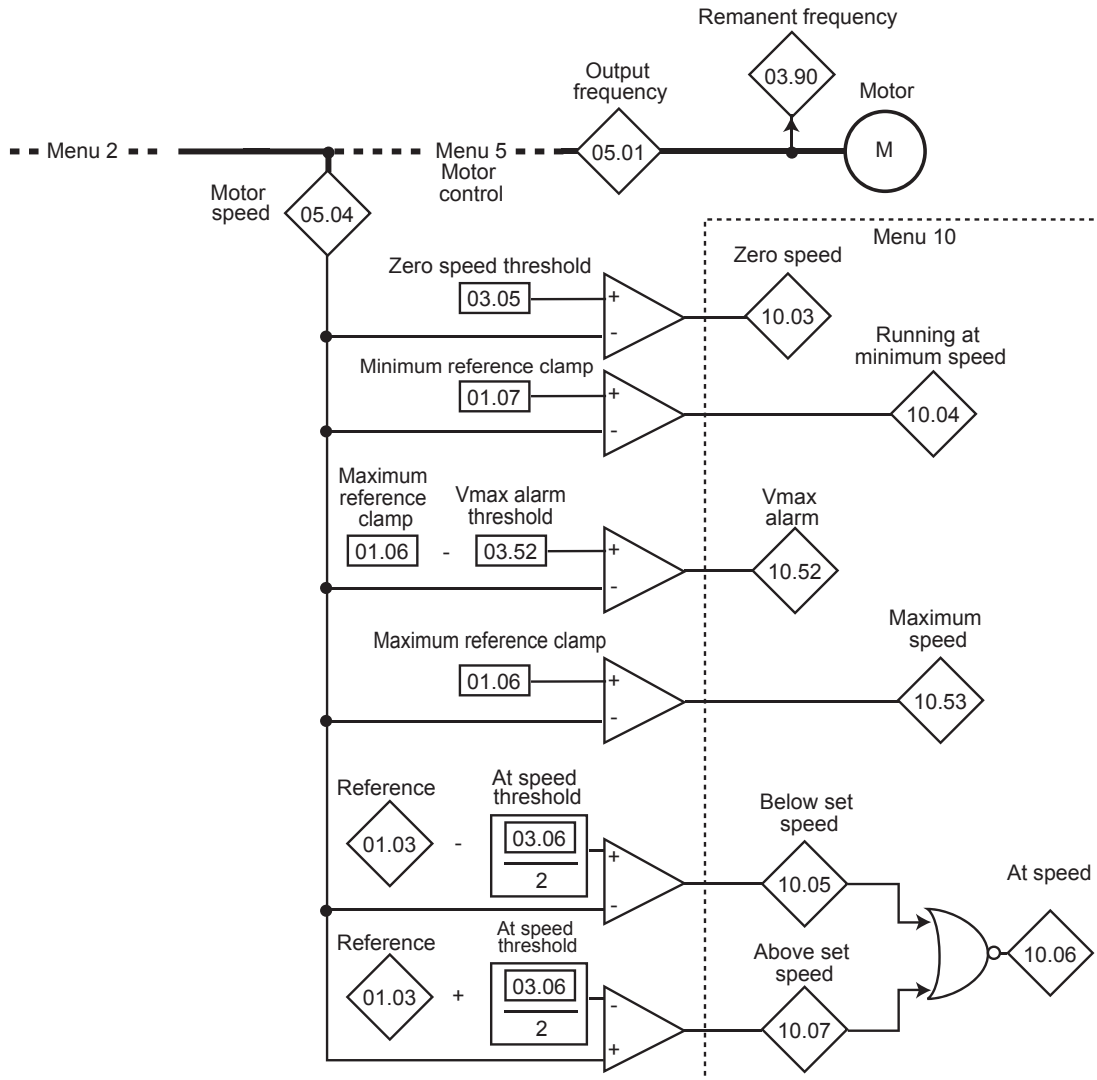 Remanent frequency
03.90
Output
frequency
05.01
Motor
M
Menu 2
Menu 5
Motor
control
Motor
speed
05.04
Menu 10
Zero speed threshold
03.05
+
-
Zero speed
10.03
Minimum reference clamp
01.07
+
-
Running at
minimum speed
10.04
Maximum
reference
clamp
01.06
-
Vmax alarm
threshold
03.52
+
-
Vmax
alarm
10.52
Maximum reference clamp
01.06
+
-
Maximum
speed
10.53
Reference
01.03
-
At speed
threshold
03.06
2
+
-
Below set
speed
10.05
At speed
10.06
Reference
01.03
+
At speed
threshold
03.06
2
-
+
Above set
speed
10.07